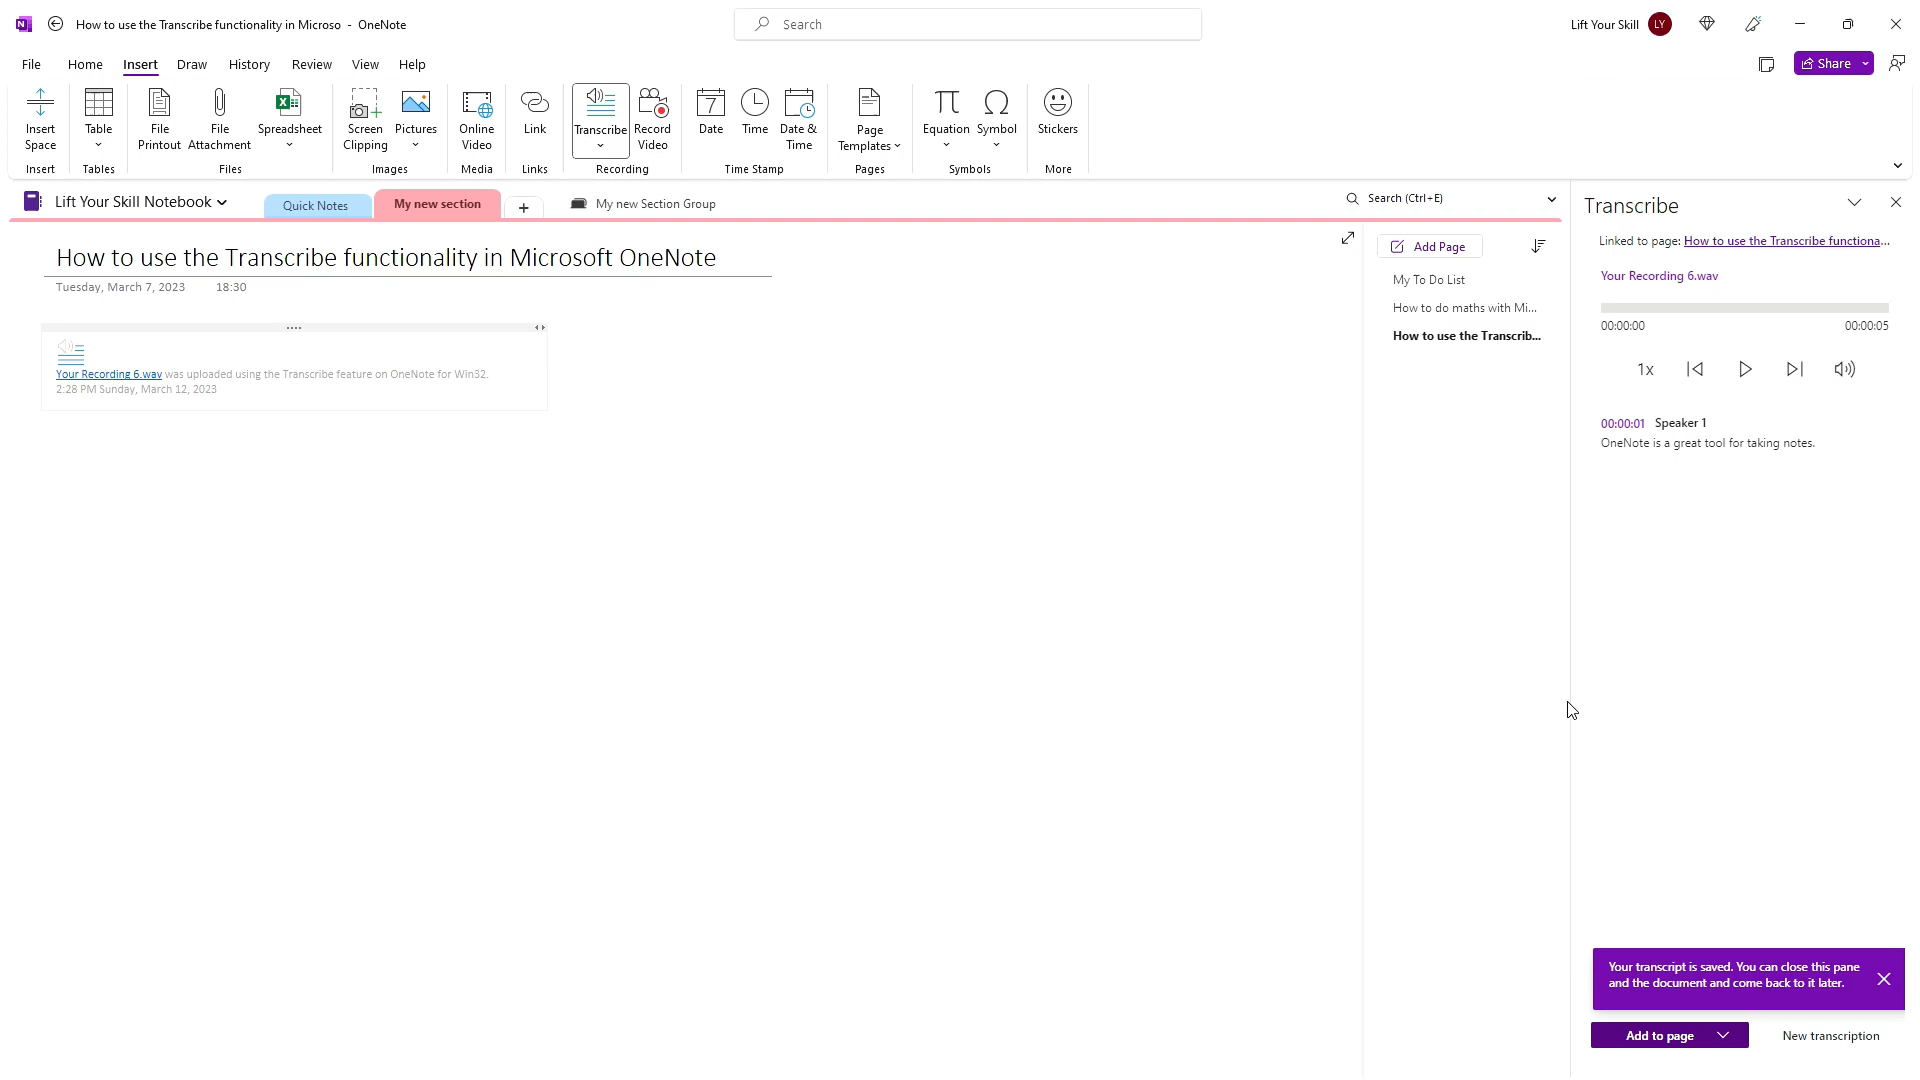 How to use the Transcribe functionality in Microso - OneNote
Search
Lift Your Skill LY
File Home Insert Draw History Review View Help
Share
Insert Space
Table
File Printout
File Attachment
Spreadsheet
Screen Clipping
Pictures
Online Video
Link
Transcribe
Record Video
7
Date
Time
Date & Time
Page Templates
Equation
Symbol
Stickers
Insert Tables Files Images Media Links Recording Time Stamp Pages Symbols More
Lift Your Skill Notebook
Quick Notes
My new section
+
My new Section Group
Search (Ctrl+E)
How to use the Transcribe functionality in Microsoft OneNote
Tuesday, March 7, 2023 18:30
Your Recording 6.wav was uploaded using the Transcribe feature on OneNote for Win32.
2:28 PM Sunday, March 12, 2023
Add Page
My To Do List
How to do maths with Mi...
How to use the Transcrib...
Transcribe
Linked to page: How to use the Transcribe functiona...
Your Recording 6.wav
00:00:00 00:00:05
1x
00:00:01 Speaker 1
OneNote is a great tool for taking notes.
Your transcript is saved. You can close this pane
and the document and come back to it later.
Add to page
New transcription